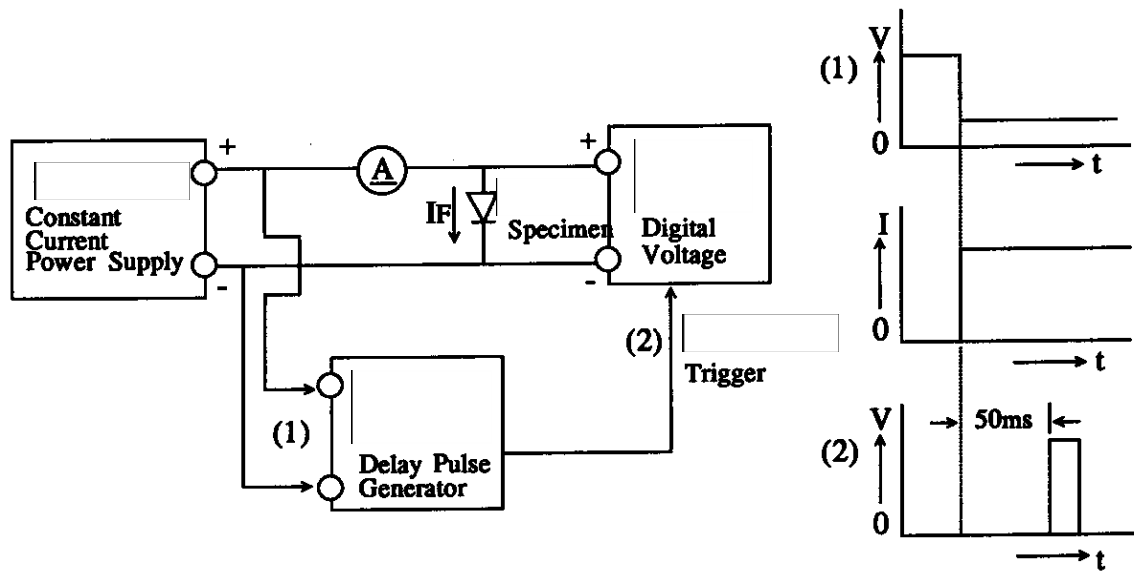 +
A
+
IF
Specimen
Constant
Current
Power Supply
-
Digital
Voltage
-
(2)
Trigger
(1)
Delay Pulse
Generator
V
(1)
0
t
I
0
t
V
50ms
(2)
0
t